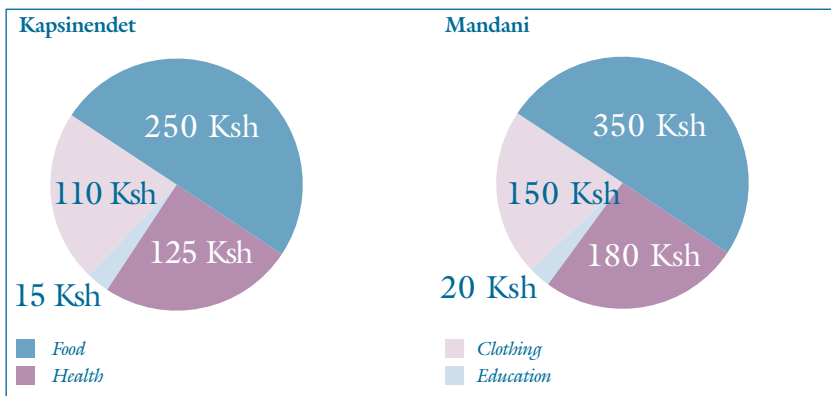 Kapsinendet
250 Ksh
110 Ksh
125 Ksh
15 Ksh
Food
Health
Mandani
350 Ksh
150 Ksh
180 Ksh
20 Ksh
Clothing
Education